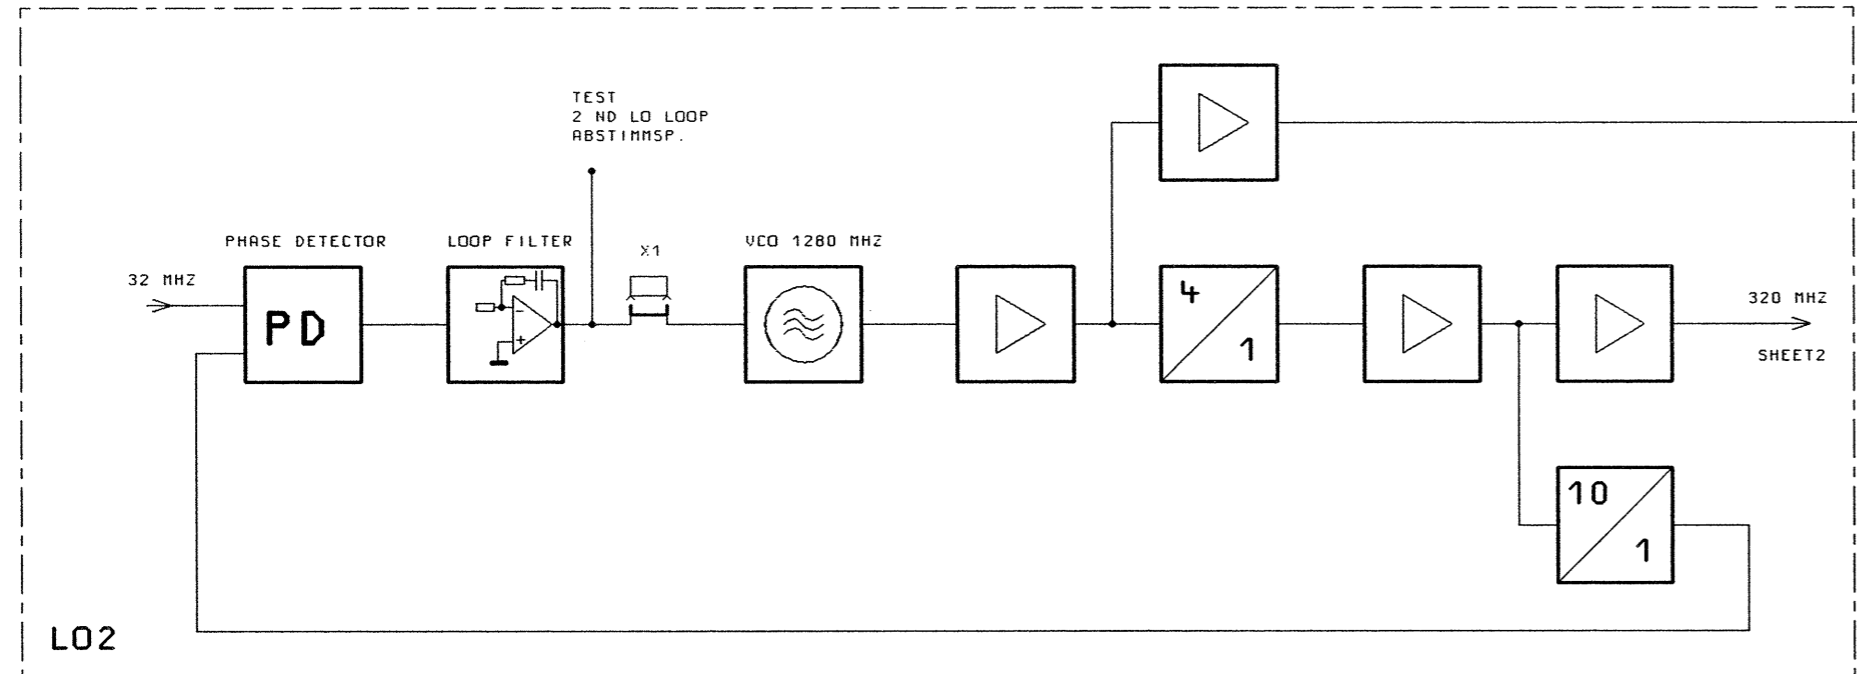 TEST
2 ND LO LOOP
ABSTIMMSP.
PHASE DETECTOR
LOOP FILTER
X1
VCO 1280 MHZ
32 MHZ
PD
-
+
4
1
320 MHZ
SHEET2
10
1
LO2